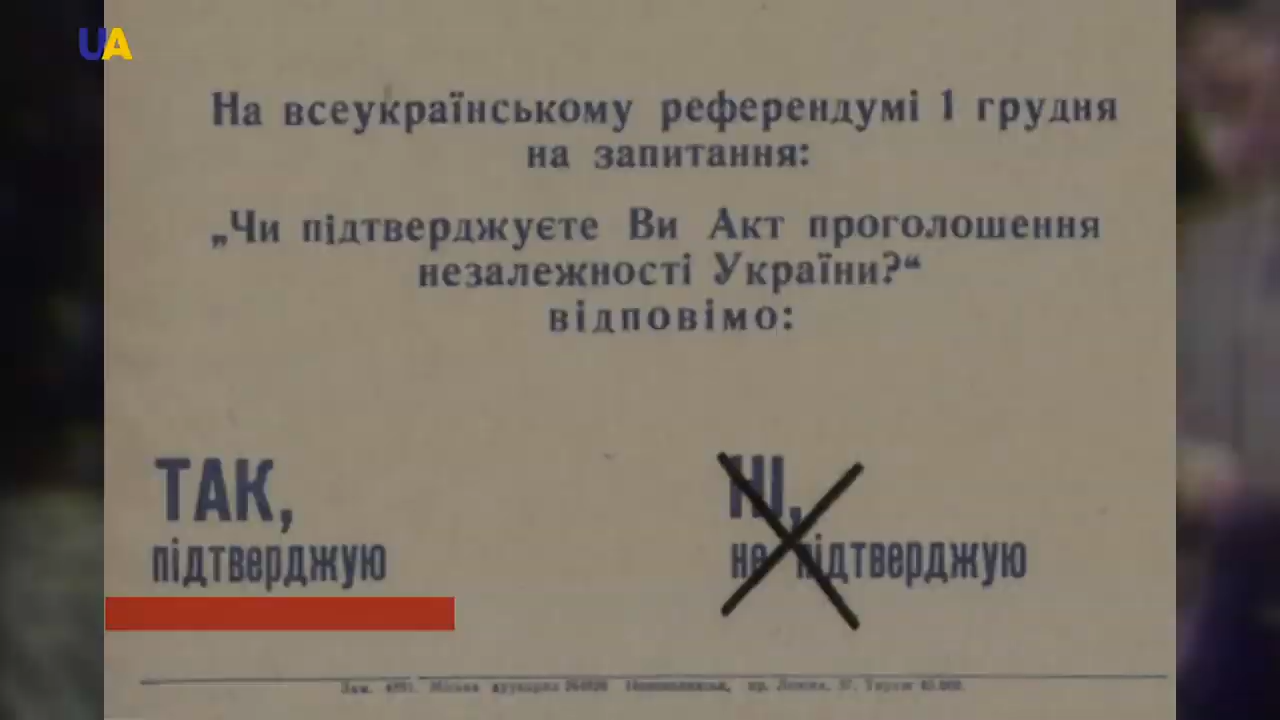 UA
На всеукраїнському референдумі 1 грудня
на запитання:
„Чи підтверджуєте Ви Акт проголошення
незалежності України?“
відповімо:
ТАК,
підтверджую
НІ,
не підтверджую